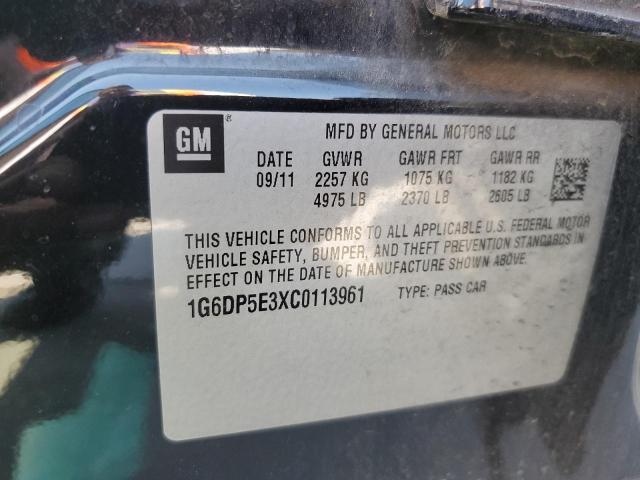 GM ®
MFD BY GENERAL MOTORS LLC
DATE GVWR GAWR FRT GAWR RR
09/11 2257 KG 1075 KG 1182 KG
4975 LB 2370 LB 2605 LB
THIS VEHICLE CONFORMS TO ALL APPLICABLE U.S. FEDERAL MOTOR
VEHICLE SAFETY, BUMPER, AND THEFT PREVENTION STANDARDS IN
EFFECT ON THE DATE OF MANUFACTURE SHOWN ABOVE.
1G6DP5E3XC0113961 TYPE: PASS CAR